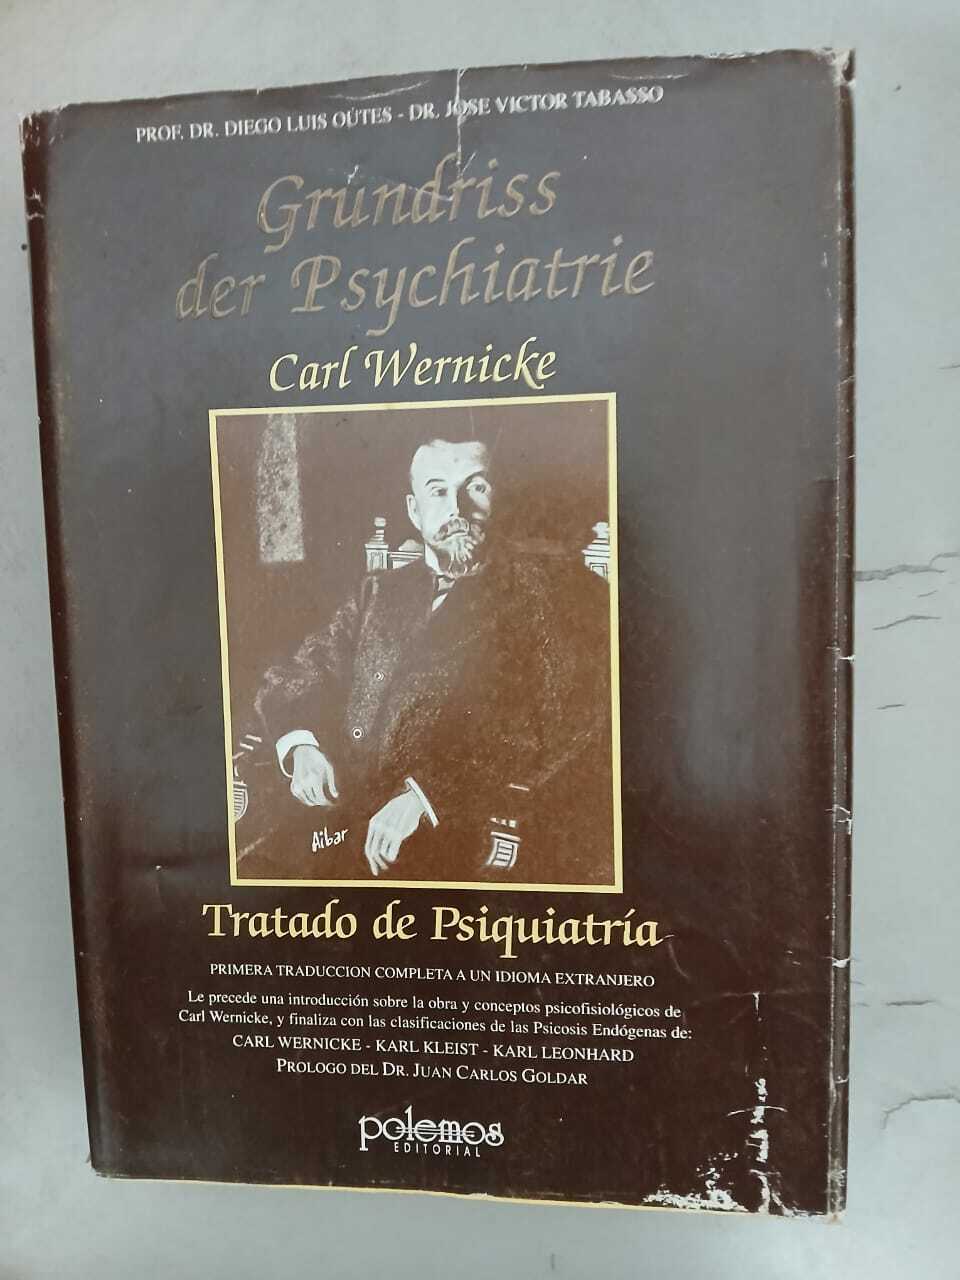 PROF. DR. DIEGO LUIS OUTES - DR. JOSE VICTOR TABASSO
Grundriss
der Psychiatrie
Carl Wernicke
Aibar
Tratado de Psiquiatría
PRIMERA TRADUCCION COMPLETA A UN IDIOMA EXTRANJERO
Le precede una introducción sobre la obra y conceptos psicofisiológicos de
Carl Wernicke, y finaliza con las clasificaciones de las Psicosis Endógenas de:
CARL WERNICKE - KARL KLEIST - KARL LEONHARD
PROLOGO DEL DR. JUAN CARLOS GOLDAR
polemos
EDITORIAL